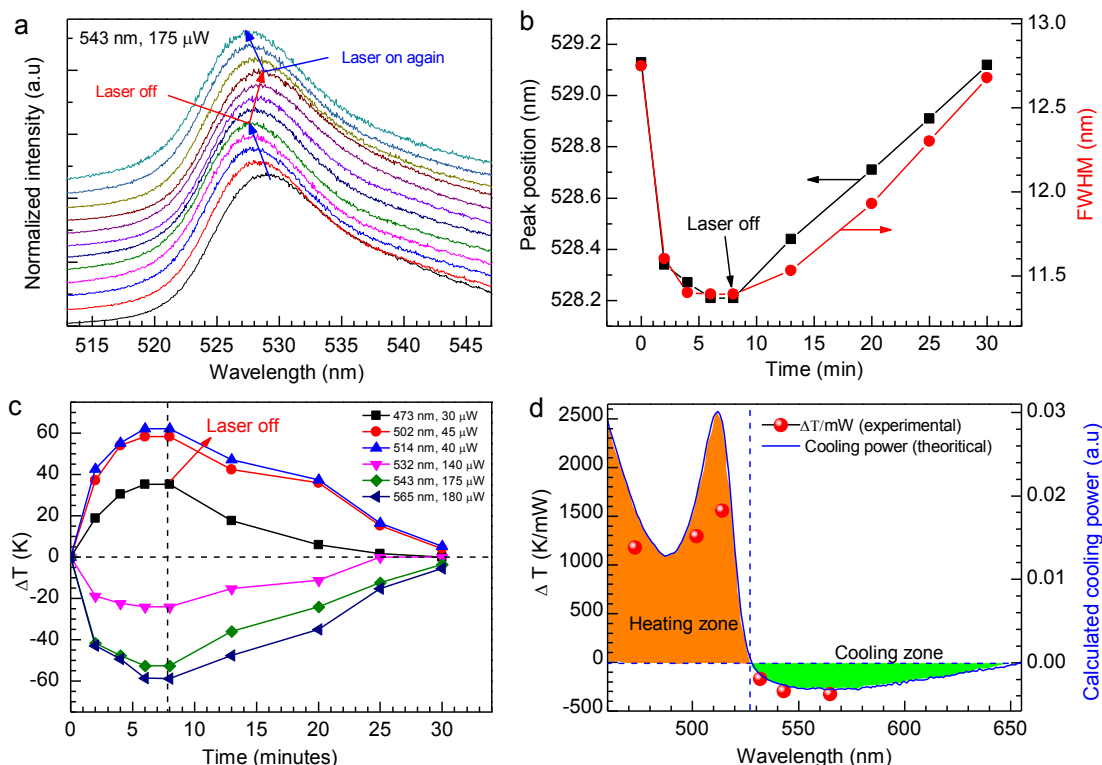 a
543 nm, 175 μW
Laser on again
Laser off
Normalized intensity (a.u)
515 520 525 530 535 540 545
Wavelength (nm)
b
529.2
529.0
528.8
528.6
528.4
528.2
Peak position (nm)
13.0
12.5
12.0
11.5
FWHM (nm)
Laser off
0 5 10 15 20 25 30
Time (min)
c
Laser off
473 nm, 30 μW
502 nm, 45 μW
514 nm, 40 μW
532 nm, 140 μW
543 nm, 175 μW
565 nm, 180 μW
60
40
20
0
-20
-40
-60
Δ T (K)
0 5 10 15 20 25 30
Time (minutes)
d
ΔT/mW (experimental)
Cooling power (theoritical)
2500
2000
1500
1000
500
0
-500
Δ T (K/mW)
0.03
0.02
0.01
0.00
Calculated cooling power (a.u)
Heating zone
Cooling zone
500 550 600 650
Wavelength (nm)